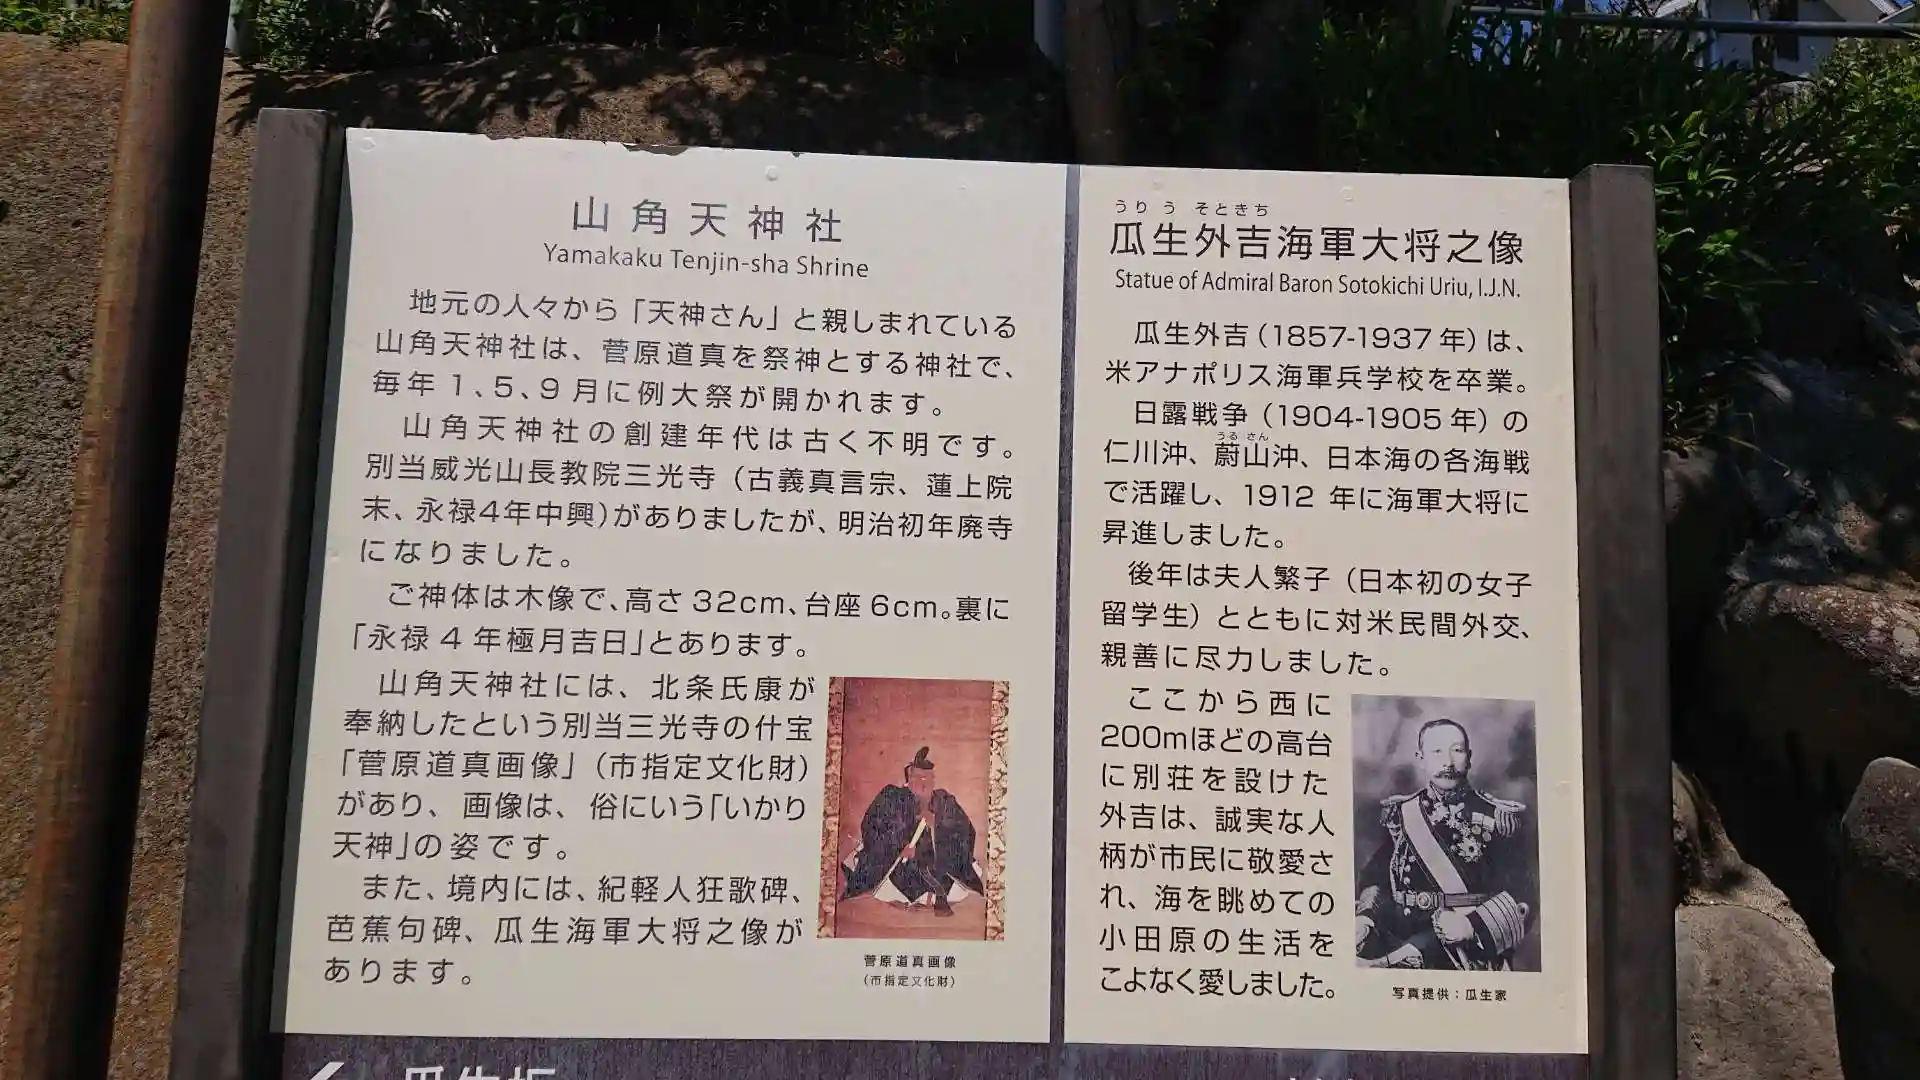 山角天神社
Yamakaku Tenjin-sha Shrine
地元の人々から「天神さん」と親しまれている
山角天神社は、菅原道真を祭神とする神社で、
毎年1、5、9月に例大祭が開かれます。
山角天神社の創建年代は古く不明です。
別当威光山長教院三光寺（古義真言宗、蓮上院
末、永禄4年中興）がありましたが、明治初年廃寺
になりました。
ご神体は木像で、高さ32cm、台座6cm。裏に
「永禄4年極月吉日」とあります。
山角天神社には、北条氏康が
奉納したという別当三光寺の什宝
「菅原道真画像」（市指定文化財）
があり、画像は、俗にいう「いかり
天神」の姿です。
また、境内には、紀軽人狂歌碑、
芭蕉句碑、瓜生海軍大将之像が
あります。
菅原道真画像
（市指定文化財）
うりう そときち
瓜生外吉海軍大将之像
Statue of Admiral Baron Sotokichi Uriu, I.J.N.
瓜生外吉（1857-1937年）は、
米アナポリス海軍兵学校を卒業。
日露戦争（1904-1905年）の
うるさん
仁川沖、蔚山沖、日本海の各海戦
で活躍し、1912年に海軍大将に
昇進しました。
後年は夫人繁子（日本初の女子
留学生）とともに対米民間外交、
親善に尽力しました。
ここから西に
200mほどの高台
に別荘を設けた
外吉は、誠実な人
柄が市民に敬愛さ
れ、海を眺めての
小田原の生活を
こよなく愛しました。
写真提供：瓜生家